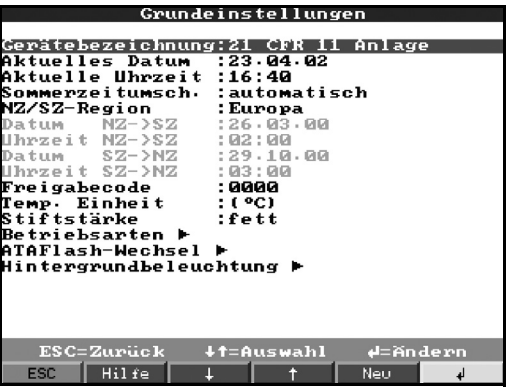 Grundeinstellungen
Gerätebezeichnung:21 CFR 11 Anlage
Aktuelles Datum :23.04.02
Aktuelle Uhrzeit :16:40
Sommerzeitumsch. :automatisch
NZ/SZ-Region :Europa
Datum NZ->SZ :26.03.00
Uhrzeit NZ->SZ :02:00
Datum SZ->NZ :29.10.00
Uhrzeit SZ->NZ :03:00
Freigabecode :0000
Temp. Einheit :(°C)
Stiftstärke :fett
Betriebsarten ►
ATAFlash-Wechsel ►
Hintergrundbeleuchtung ►
ESC=Zurück ↓↑=Auswahl ↲=Ändern
ESC Hilfe ↓ ↑ Neu ↲